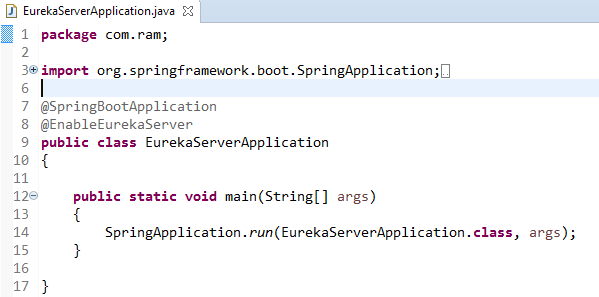 EurekaServerApplication.java
1 package com.ram;
2
3 import org.springframework.boot.SpringApplication;
6
7 @SpringBootApplication
8 @EnableEurekaServer
9 public class EurekaServerApplication
10 {
11
12 public static void main(String[] args)
13 {
14 SpringApplication.run(EurekaServerApplication.class, args);
15 }
16
17 }